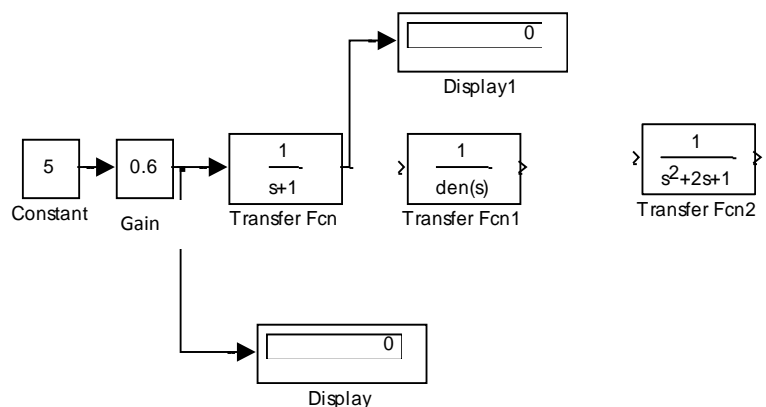 0
Display1
5
Constant
0.6
Gain
1
s+1
Transfer Fcn
1
den(s)
Transfer Fcn1
1
s²+2s+1
Transfer Fcn2
0
Display